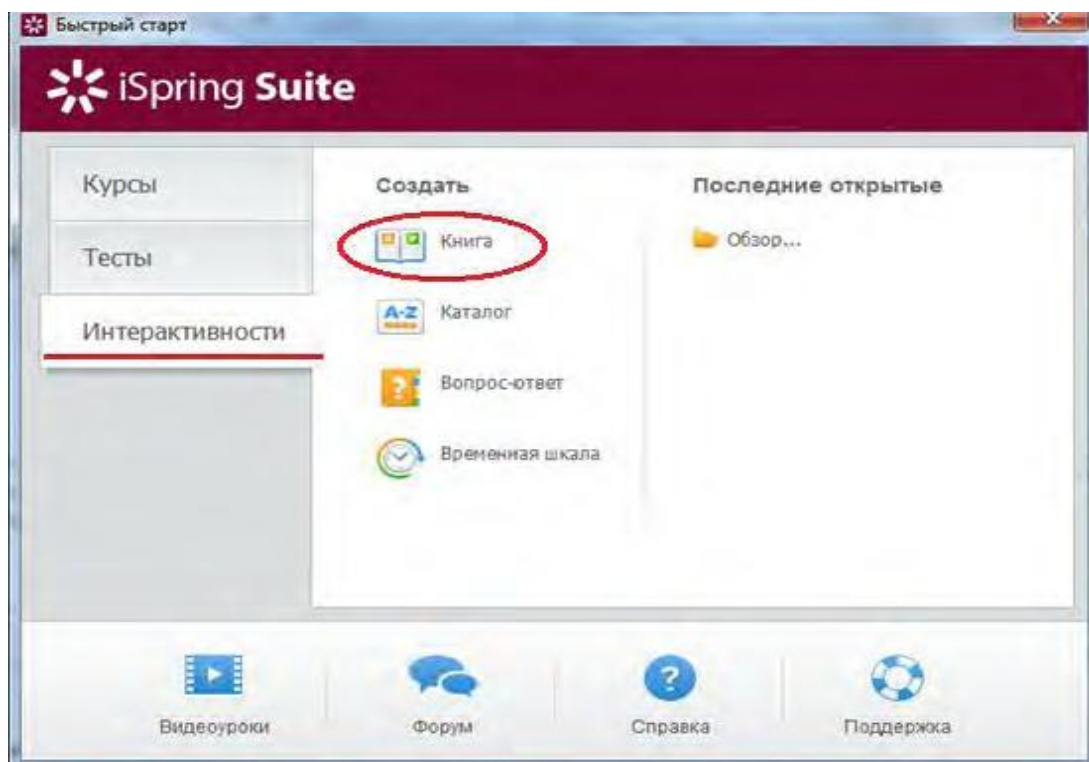 Быстрый старт
iSpring Suite
Курсы
Тесты
Интерактивности
Создать
Книга
A-Z
Каталог
Вопрос-ответ
Временная шкала
Последние открытые
Обзор...
Видеоуроки
Форум
Справка
Поддержка